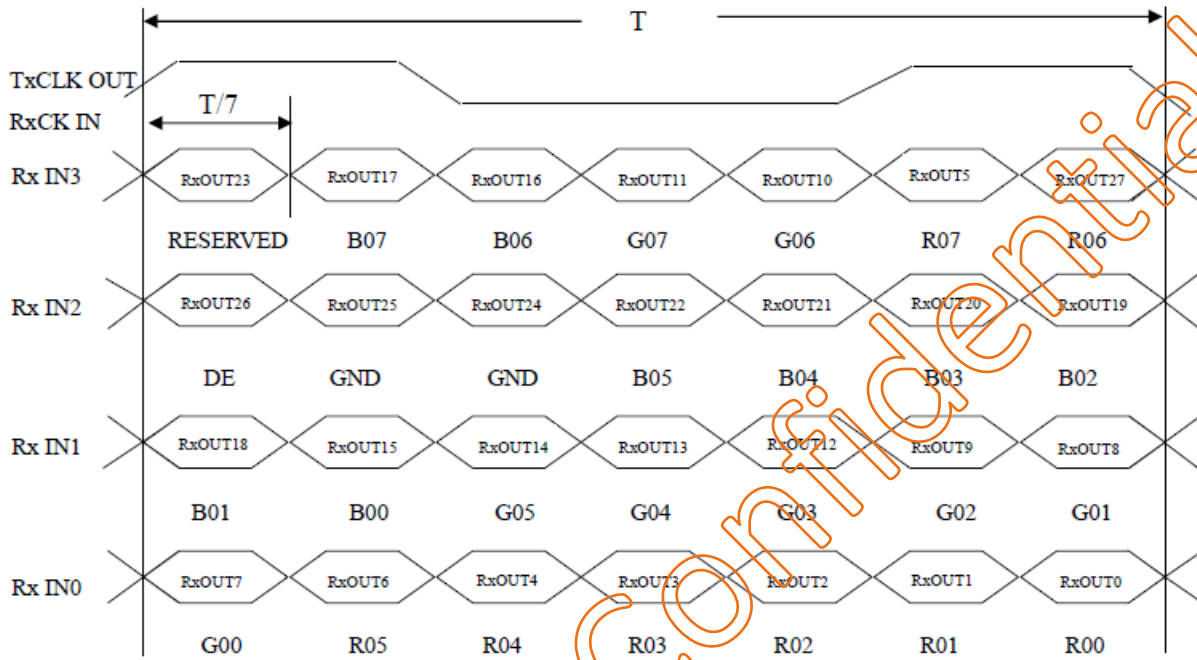 T
TxCLK OUT
T/7
RxCK IN
Rx IN3 RxOUT23 RxOUT17 RxOUT16 RxOUT11 RxOUT10 RxOUT5 RxOUT27
RESERVED B07 B06 G07 G06 R07 R06
Rx IN2 RxOUT26 RxOUT25 RxOUT24 RxOUT22 RxOUT21 RxOUT20 RxOUT19
DE GND GND B05 B04 B03 B02
Rx IN1 RxOUT18 RxOUT15 RxOUT14 RxOUT13 RxOUT12 RxOUT9 RxOUT8
B01 B00 G05 G04 G03 G02 G01
Rx IN0 RxOUT7 RxOUT6 RxOUT4 RxOUT3 RxOUT2 RxOUT1 RxOUT0
G00 R05 R04 R03 R02 R01 R00
Confidential